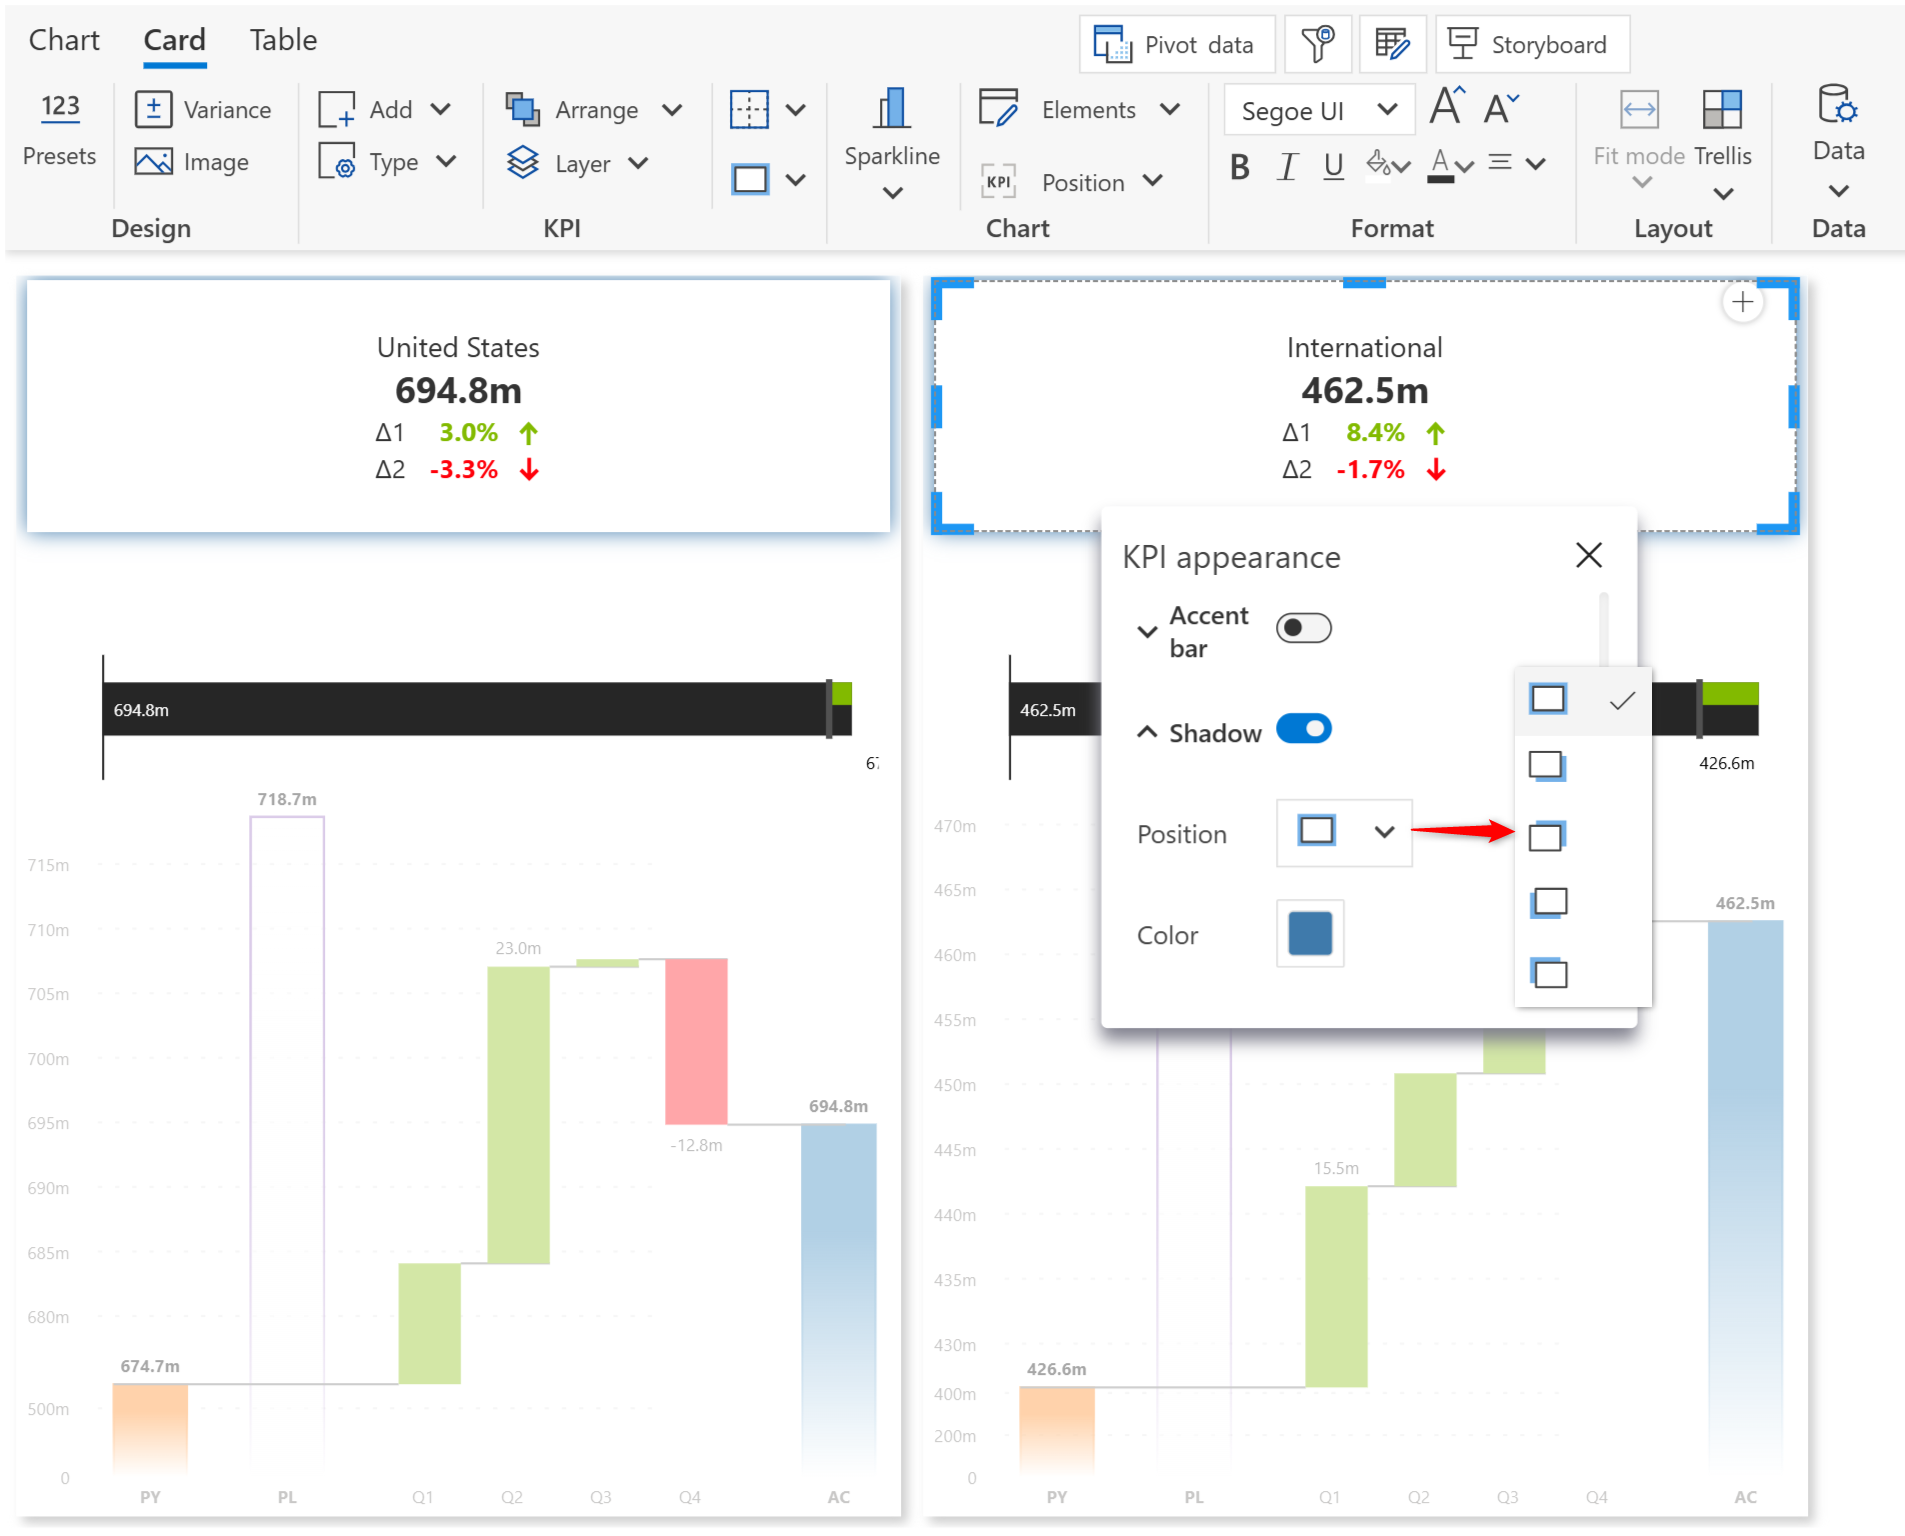 Chart Card Table
Pivot data Storyboard
123 Presets
Variance
Image
Design
Add
Type
Arrange
Layer
KPI
Sparkline
Elements
KPI Position
Chart
Segoe UI A A
B I U A
Format
Fit mode Trellis
Layout
Data
Data
United States
694.8m
Δ1 3.0%
Δ2 -3.3%
694.8m
718.7m
715m
710m
705m
700m
695m
690m
685m
680m
500m
0
23.0m
-12.8m
694.8m
674.7m
PY PL Q1 Q2 Q3 Q4 AC
International
462.5m
Δ1 8.4%
Δ2 -1.7%
462.5m
426.6m
KPI appearance
Accent
bar
Shadow
Position
Color
470m
465m
460m
455m
450m
445m
440m
435m
430m
400m
200m
0
462.5m
15.5m
426.6m
PY PL Q1 Q2 Q3 Q4 AC